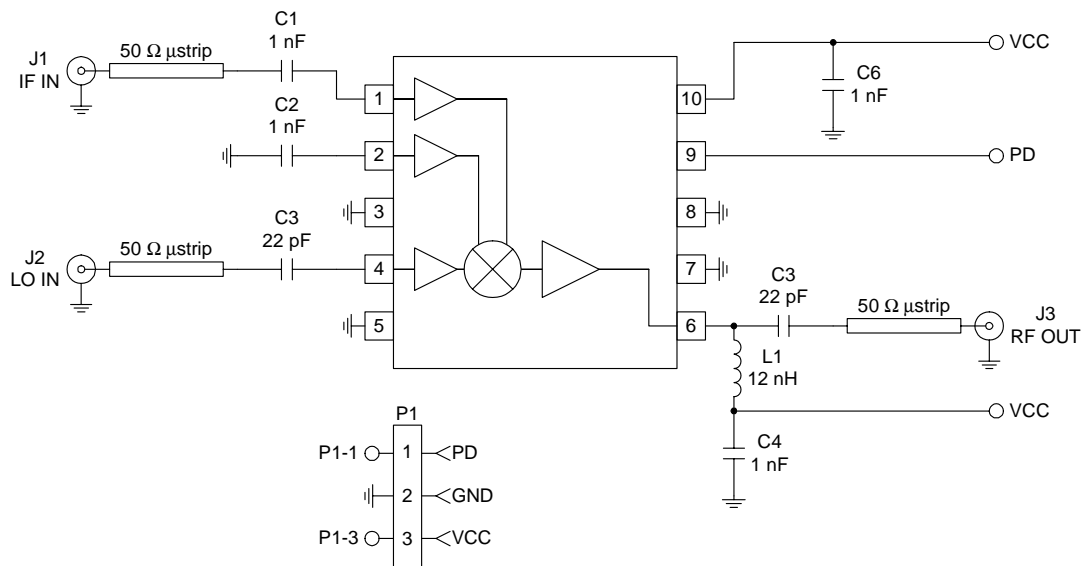 C1
1 nF
50 Ω μstrip
J1
IF IN
VCC
C6
1 nF
1
10
C2
1 nF
2
9
PD
3
8
C3
22 pF
50 Ω μstrip
J2
LO IN
4
7
C3
22 pF
50 Ω μstrip
J3
RF OUT
5
6
L1
12 nH
VCC
C4
1 nF
P1
P1-1
1
PD
2
GND
P1-3
3
VCC